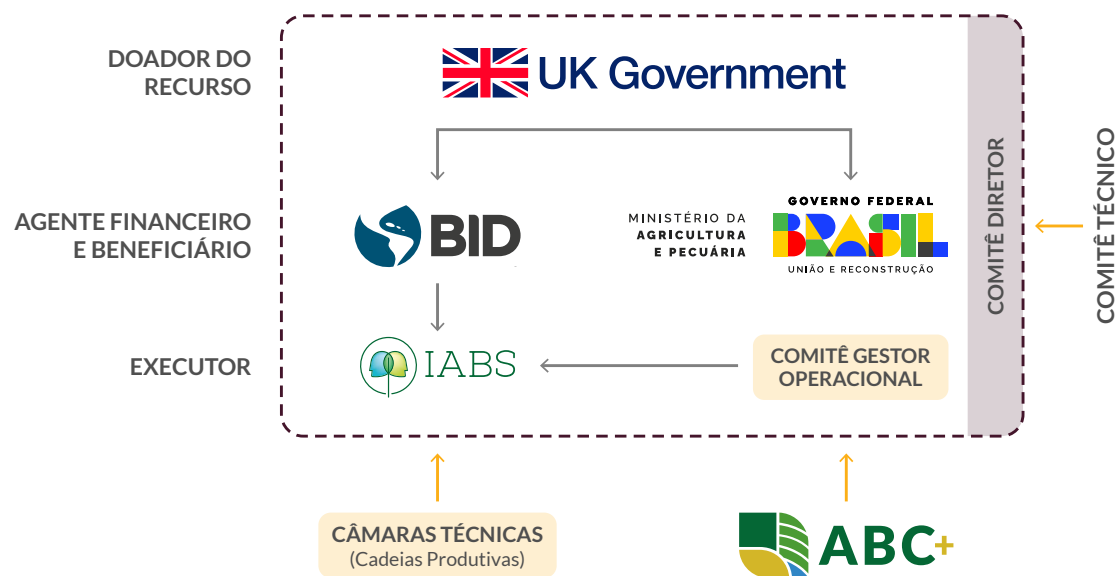 DOADOR DO
RECURSO
UK Government
AGENTE FINANCEIRO
E BENEFICIÁRIO
BID
MINISTÉRIO DA
AGRICULTURA
E PECUÁRIA
GOVERNO FEDERAL
BRASIL
UNIÃO E RECONSTRUÇÃO
COMITÊ DIRETOR
COMITÊ TÉCNICO
EXECUTOR
IABS
COMITÊ GESTOR
OPERACIONAL
CÂMARAS TÉCNICAS
(Cadeias Produtivas)
ABC+